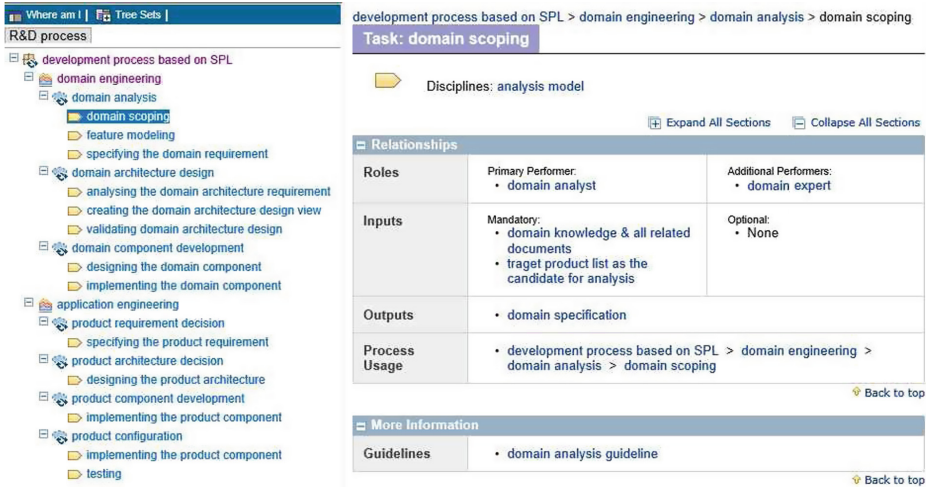 Where am I | Tree Sets |
R&D process
development process based on SPL
domain engineering
domain analysis
domain scoping
feature modeling
specifying the domain requirement
domain architecture design
analysing the domain architecture requirement
creating the domain architecture design view
validating domain architecture design
domain component development
designing the domain component
implementing the domain component
application engineering
product requirement decision
specifying the product requirement
product architecture decision
designing the product architecture
product component development
implementing the product component
product configuration
implementing the product component
testing
development process based on SPL > domain engineering > domain analysis > domain scoping
Task: domain scoping
Disciplines: analysis model
Expand All Sections Collapse All Sections
Relationships
Roles
Primary Performer:
• domain analyst
Additional Performers:
• domain expert
Inputs
Mandatory:
• domain knowledge & all related
documents
• traget product list as the
candidate for analysis
Optional:
• None
Outputs
• domain specification
Process
Usage
• development process based on SPL > domain engineering >
domain analysis > domain scoping
Back to top
More Information
Guidelines
• domain analysis guideline
Back to top